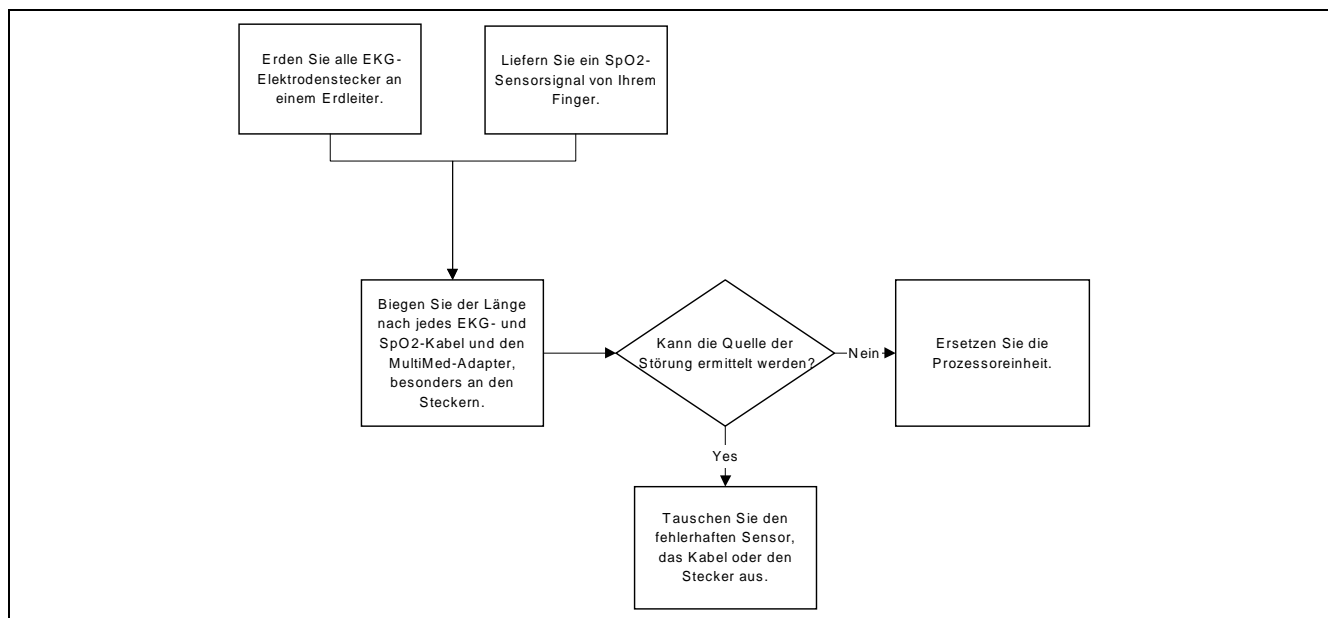 Erden Sie alle EKG-
Elektrodenstecker an
einem Erdleiter.
Liefern Sie ein SpO2-
Sensorsignal von Ihrem
Finger.
Biegen Sie der Länge
nach jedes EKG- und
SpO2-Kabel und den
MultiMed-Adapter,
besonders an den
Steckern.
Kann die Quelle der
Störung ermittelt werden?
Nein
Ersetzen Sie die
Prozessoreinheit.
Yes
Tauschen Sie den
fehlerhaften Sensor,
das Kabel oder den
Stecker aus.